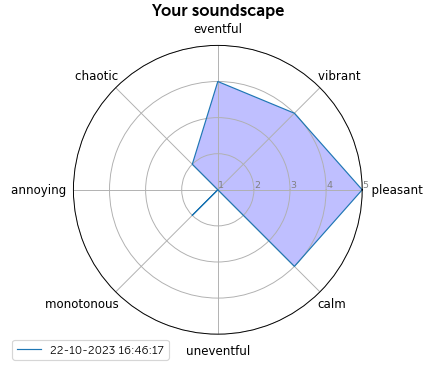 Your soundscape
eventful
chaotic
vibrant
annoying
1 2 3 4 5
pleasant
monotonous
calm
22-10-2023 16:46:17
uneventful